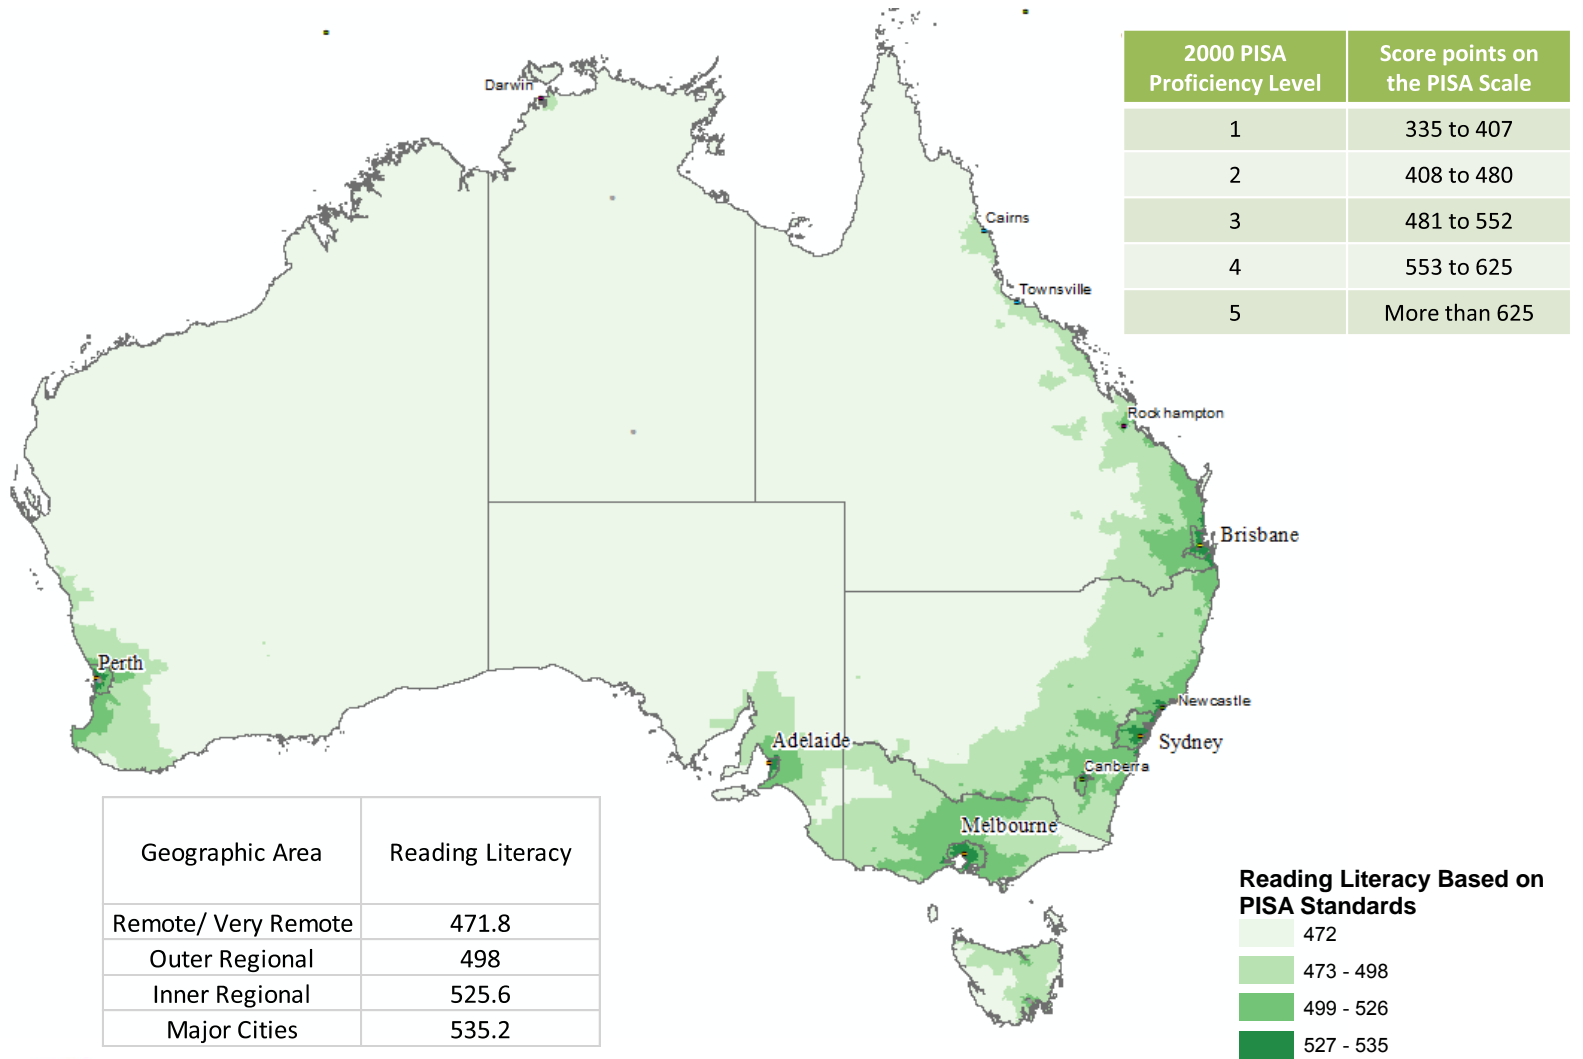 Darwin
Cairns
Townsville
Rockhampton
Brisbane
Perth
Newcastle
Adelaide
Sydney
Canberra
Melbourne
2000 PISA Proficiency Level Score points on the PISA Scale
1 335 to 407
2 408 to 480
3 481 to 552
4 553 to 625
5 More than 625
Geographic Area Reading Literacy
Remote/ Very Remote 471.8
Outer Regional 498
Inner Regional 525.6
Major Cities 535.2
Reading Literacy Based on
PISA Standards
472
473 - 498
499 - 526
527 - 535